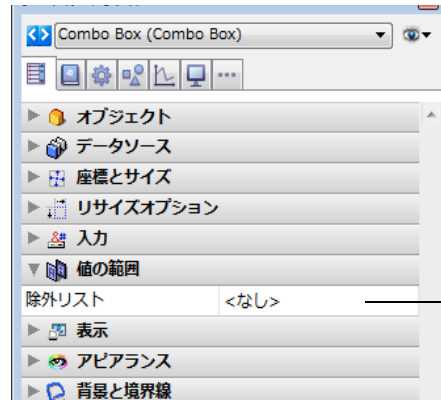 Combo Box (Combo Box)
オブジェクト
データソース
座標とサイズ
リサイズオプション
入力
値の範囲
除外リスト <なし>
表示
アピアランス
背景と境界線